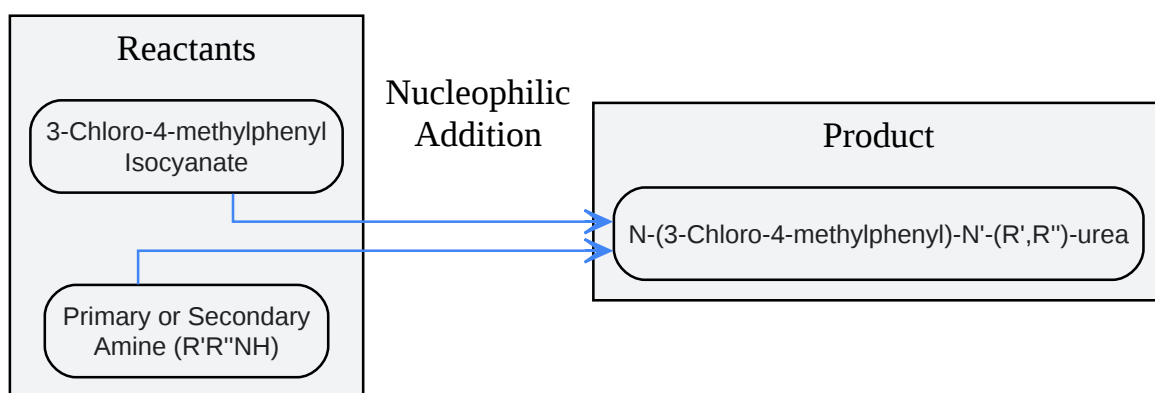 Reactants
3-Chloro-4-methylphenyl
Isocyanate
Primary or Secondary
Amine (R'R''NH)
Nucleophilic
Addition
Product
N-(3-Chloro-4-methylphenyl)-N'-(R',R'')-urea